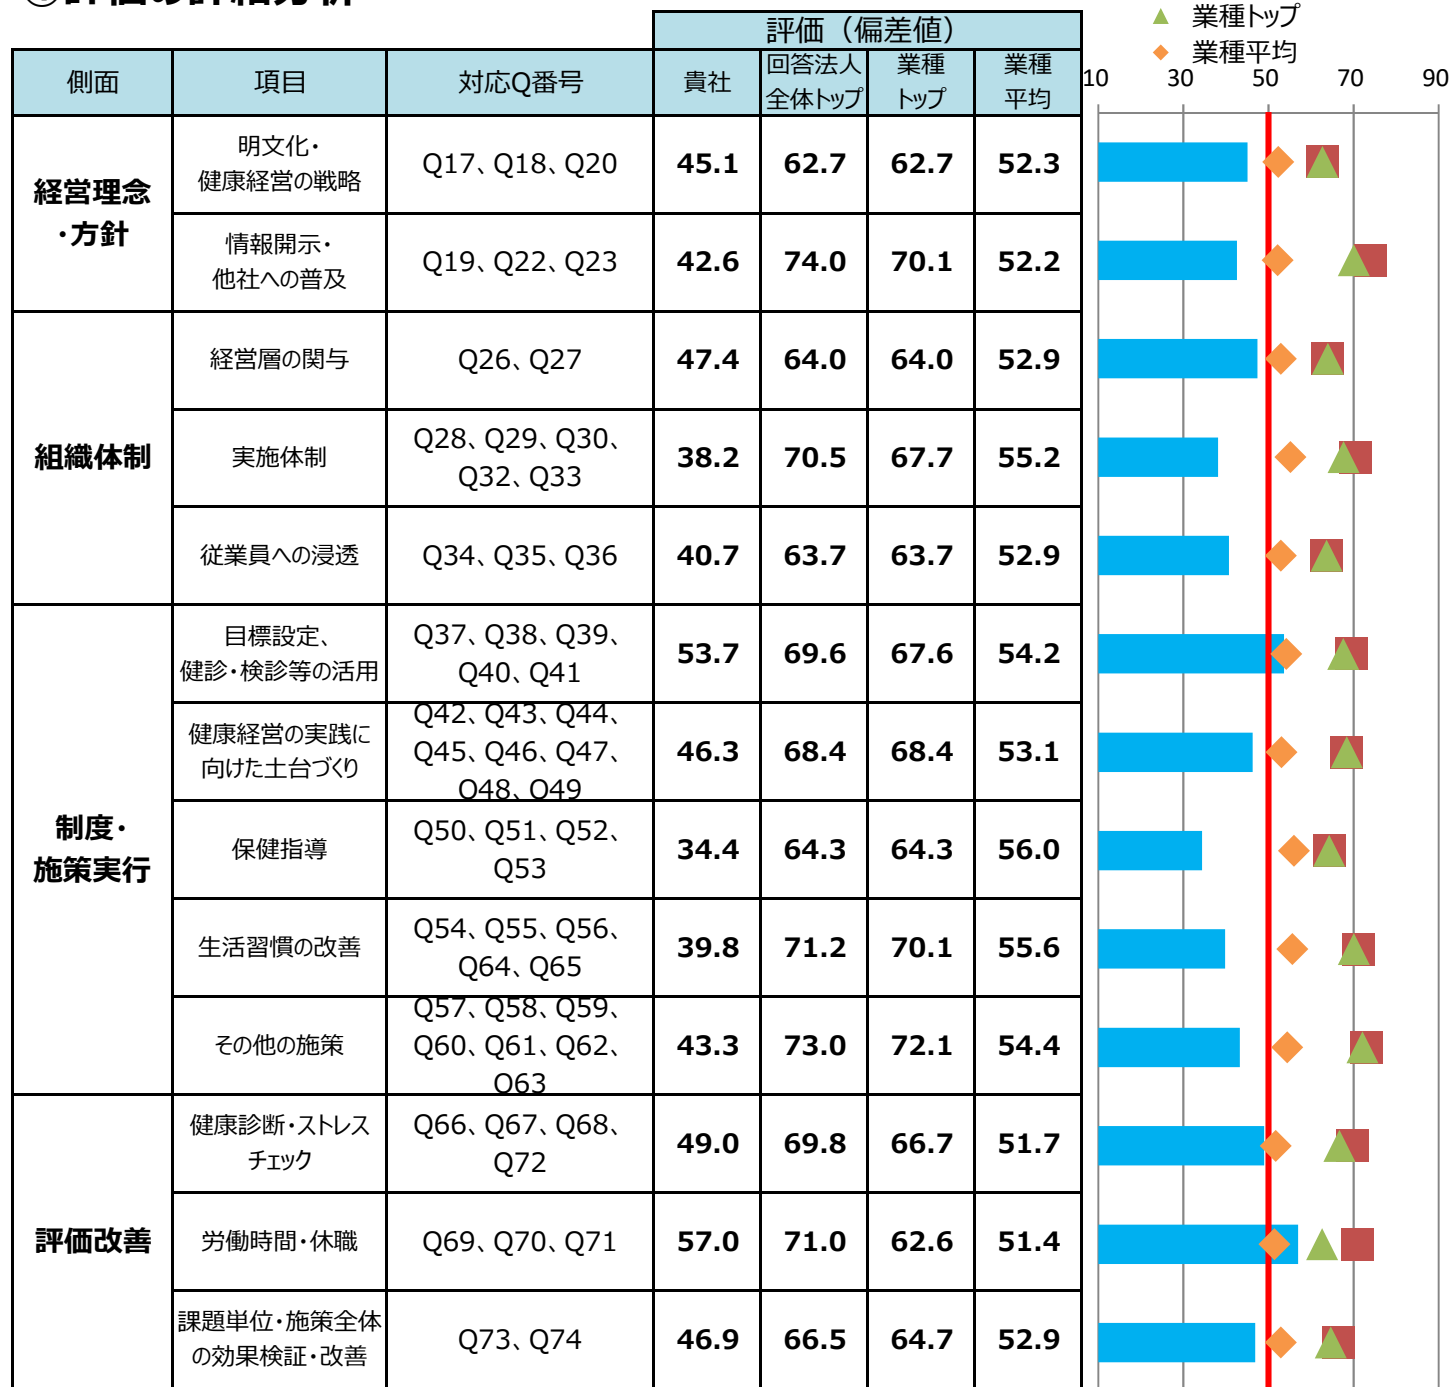 ①評価の詳細分析
▲ 業種トップ
◆ 業種平均
評価（偏差値）
側面 項目 対応Q番号 貴社 回答法人全体トップ 業種トップ 業種平均
10 30 50 70 90
経営理念・方針
明文化・健康経営の戦略 Q17、Q18、Q20 45.1 62.7 62.7 52.3
情報開示・他社への普及 Q19、Q22、Q23 42.6 74.0 70.1 52.2
組織体制
経営層の関与 Q26、Q27 47.4 64.0 64.0 52.9
実施体制 Q28、Q29、Q30、Q32、Q33 38.2 70.5 67.7 55.2
従業員への浸透 Q34、Q35、Q36 40.7 63.7 63.7 52.9
制度・施策実行
目標設定、健診・検診等の活用 Q37、Q38、Q39、Q40、Q41 53.7 69.6 67.6 54.2
健康経営の実践に向けた土台づくり Q42、Q43、Q44、Q45、Q46、Q47、Q48、Q49 46.3 68.4 68.4 53.1
保健指導 Q50、Q51、Q52、Q53 34.4 64.3 64.3 56.0
生活習慣の改善 Q54、Q55、Q56、Q64、Q65 39.8 71.2 70.1 55.6
その他の施策 Q57、Q58、Q59、Q60、Q61、Q62、Q63 43.3 73.0 72.1 54.4
評価改善
健康診断・ストレスチェック Q66、Q67、Q68、Q72 49.0 69.8 66.7 51.7
労働時間・休職 Q69、Q70、Q71 57.0 71.0 62.6 51.4
課題単位・施策全体の効果検証・改善 Q73、Q74 46.9 66.5 64.7 52.9